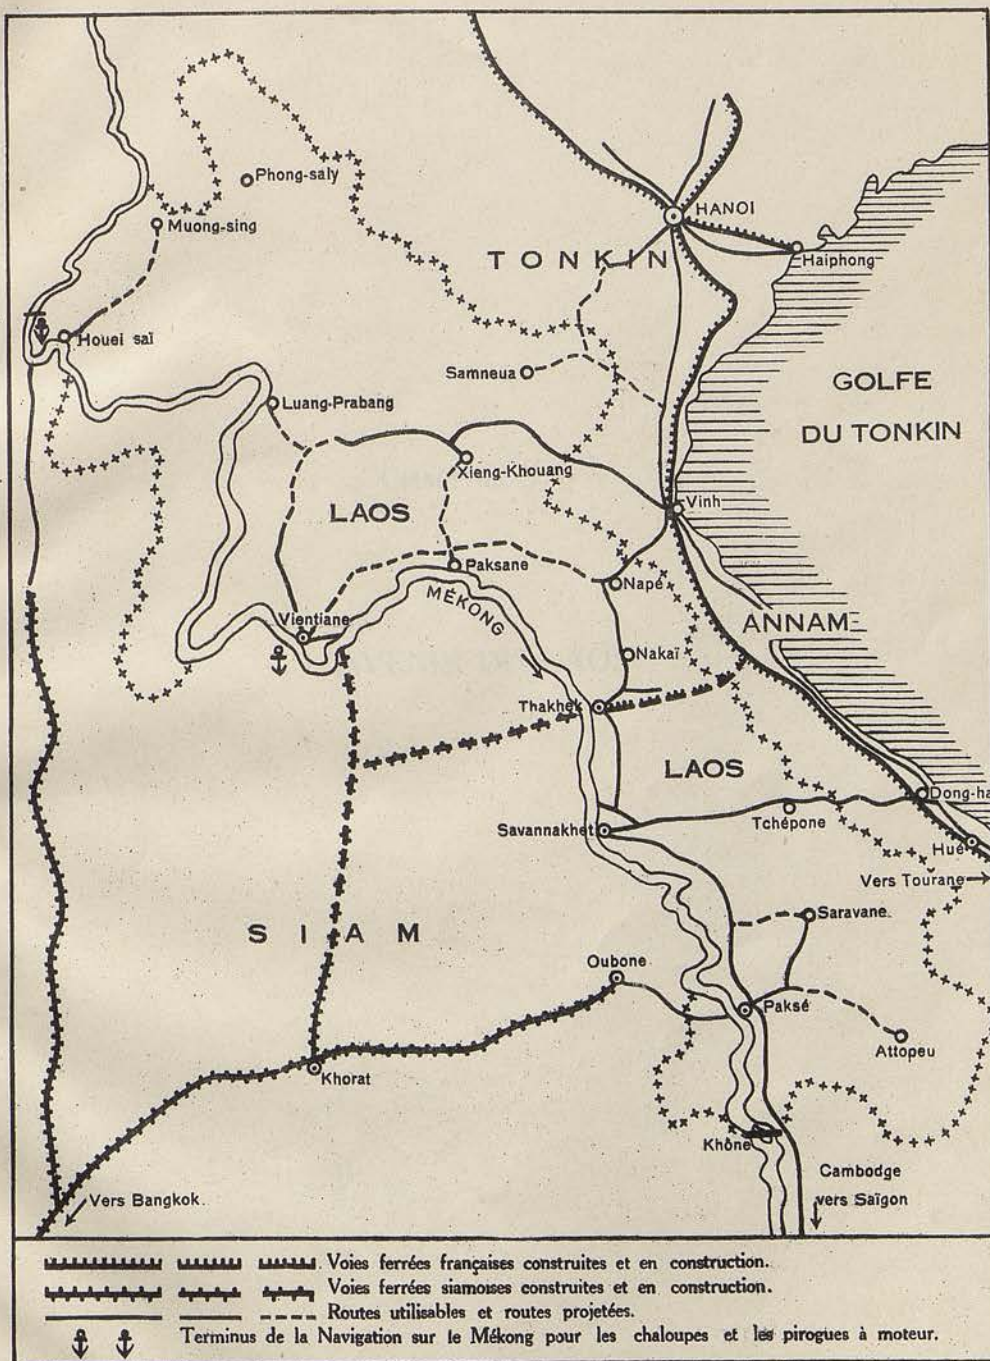 Phong-saly
Muong-sing
HANOI
TONKIN
Haiphong
Houei saï
Samneua
GOLFE
DU TONKIN
Luang-Prabang
Xieng-Khouang
LAOS
Vinh
Paksane
Napé
MÉKONG
Vientiane
ANNAM
Nakaï
Thakhek
LAOS
Dong-ha
Tchépone
Savannakhet
Hué
Vers Tourane
Saravane.
SIAM
Oubone
Paksé
Attopeu
Khorat
Khône
Cambodge
vers Saïgon
Vers Bangkok.
Voies ferrées françaises construites et en construction.
Voies ferrées siamoises construites et en construction.
Routes utilisables et routes projetées.
Terminus de la Navigation sur le Mékong pour les chaloupes et les pirogues à moteur.